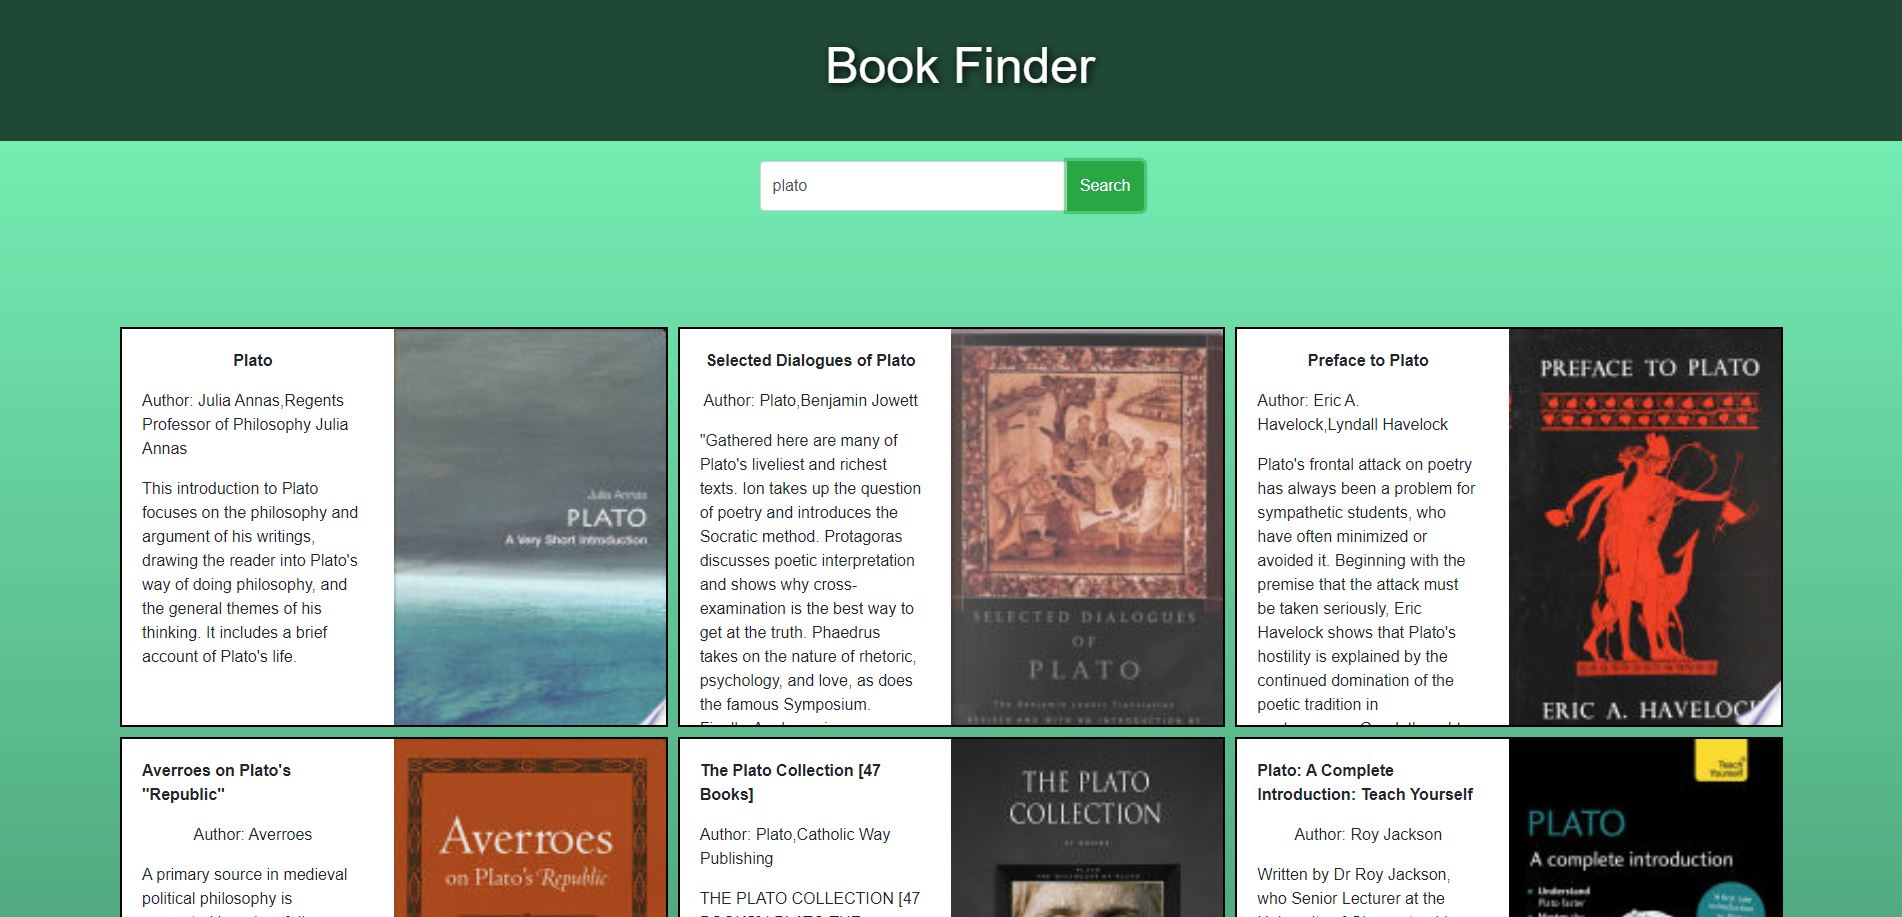 Book Finder
plato
Search
Plato
Author: Julia Annas,Regents
Professor of Philosophy Julia
Annas
This introduction to Plato
focuses on the philosophy and
argument of his writings,
drawing the reader into Plato's
way of doing philosophy, and
the general themes of his
thinking. It includes a brief
account of Plato's life.
Julia Annas
PLATO
A Very Short Introduction
Selected Dialogues of Plato
Author: Plato,Benjamin Jowett
"Gathered here are many of
Plato's liveliest and richest
texts. Ion takes up the question
of poetry and introduces the
Socratic method. Protagoras
discusses poetic interpretation
and shows why cross-
examination is the best way to
get at the truth. Phaedrus
takes on the nature of rhetoric,
psychology, and love, as does
the famous Symposium.
SELECTED DIALOGUES
OF
PLATO
The Benjamin Jowett Translation
REVISED AND WITH AN INTRODUCTION BY
Preface to Plato
Author: Eric A.
Havelock,Lyndall Havelock
Plato's frontal attack on poetry
has always been a problem for
sympathetic students, who
have often minimized or
avoided it. Beginning with the
premise that the attack must
be taken seriously, Eric
Havelock shows that Plato's
hostility is explained by the
continued domination of the
poetic tradition in
PREFACE TO PLATO
ERIC A. HAVELOCK
Averroes on Plato's
"Republic"
Author: Averroes
A primary source in medieval
political philosophy is
Averroes
on Plato's Republic
The Plato Collection [47
Books]
Author: Plato,Catholic Way
Publishing
THE PLATO COLLECTION [47
THE PLATO
COLLECTION
47 BOOKS
Plato: A Complete
Introduction: Teach Yourself
Author: Roy Jackson
Written by Dr Roy Jackson,
who Senior Lecturer at the
Teach
Yourself
PLATO
A complete introduction
Understand
Plato faster